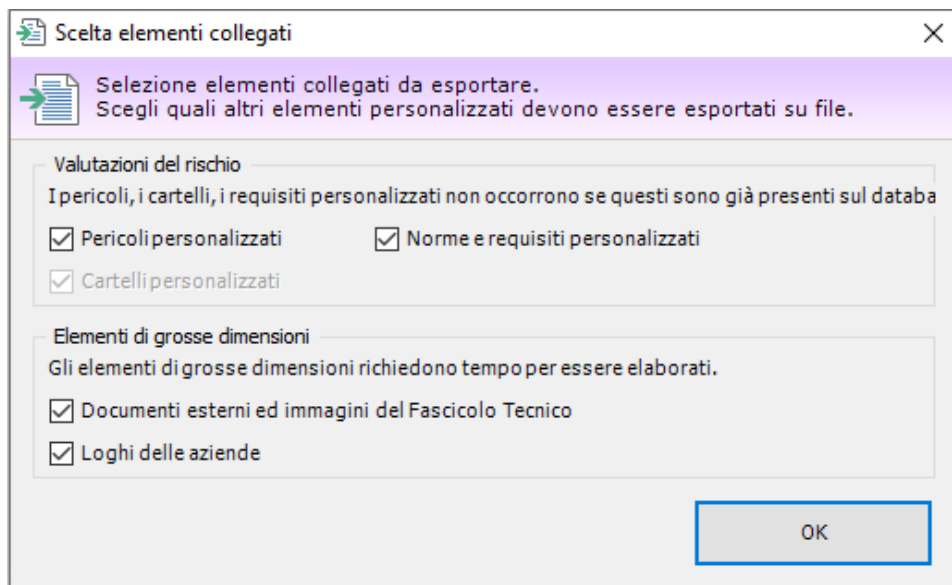 Scelta elementi collegati
Selezione elementi collegati da esportare.
Scegli quali altri elementi personalizzati devono essere esportati su file.
Valutazioni del rischio
I pericoli, i cartelli, i requisiti personalizzati non occorrono se questi sono già presenti sul databa
Pericoli personalizzati
Norme e requisiti personalizzati
Cartelli personalizzati
Elementi di grosse dimensioni
Gli elementi di grosse dimensioni richiedono tempo per essere elaborati.
Documenti esterni ed immagini del Fascicolo Tecnico
Loghi delle aziende
OK